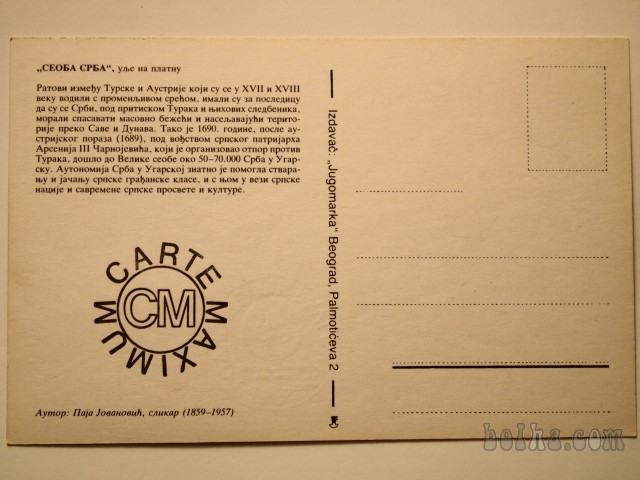 „СЕОБА СРБА“, уље на платну
Ратови између Турске и Аустрије који су се у XVII и XVIII
веку водили с променљивом срећом, имали су за последицу
да су се Срби, под притиском Турака и њихових следбеника,
морали спасавати масовно бежећи и насељавајући терито-
рије преко Саве и Дунава. Тако је 1690. године, после ау-
стријског пораза (1689), под вођством српског патријарха
Арсенија III Чарнојевића, који је организовао отпор против
Турака, дошло до Велике сеобе око 50–70.000 Срба у Угар-
ску. Аутономија Срба у Угарској знатно је помогла ствара-
њу и јачању српске грађанске класе, и с њом у вези српске
нације и савремене српске просвете и културе.
CARTE MAXIMUM
CM
Аутор: Паја Јовановић, сликар (1859–1957)
Izdavač: „Jugomarka“ Beograd, Palmotićeva 2
bolha.com